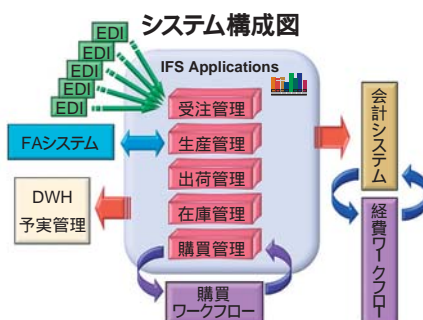 システム構成図
EDI
EDI
EDI
EDI
EDI
IFS Applications
受注管理
生産管理
出荷管理
在庫管理
購買管理
FAシステム
DWH
予実管理
購買
ワークフロー
会計システム
経費ワークフロー